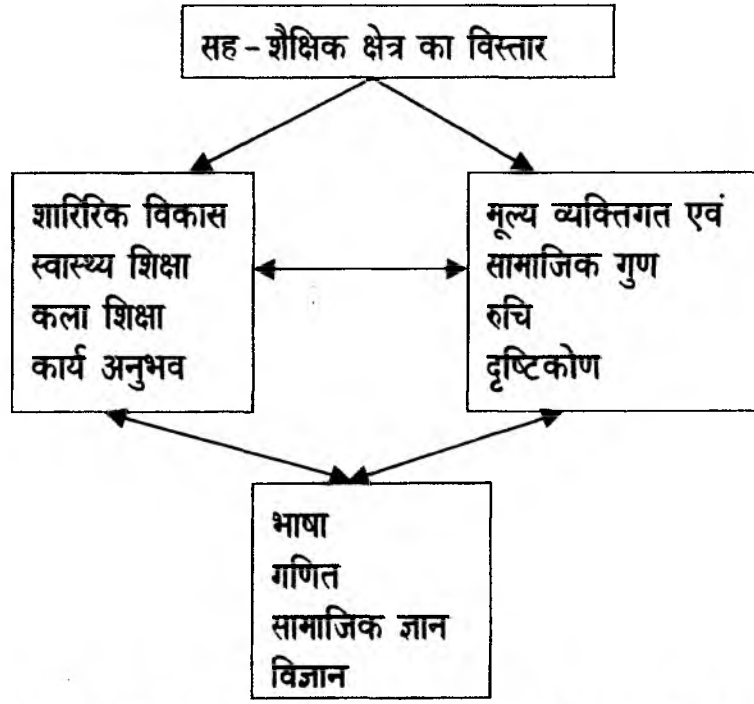 सह-शैक्षिक क्षेत्र का विस्तार
शारिरिक विकास
स्वास्थ्य शिक्षा
कला शिक्षा
कार्य अनुभव
मूल्य व्यक्तिगत एवं
सामाजिक गुण
रुचि
दृष्टिकोण
भाषा
गणित
सामाजिक ज्ञान
विज्ञान